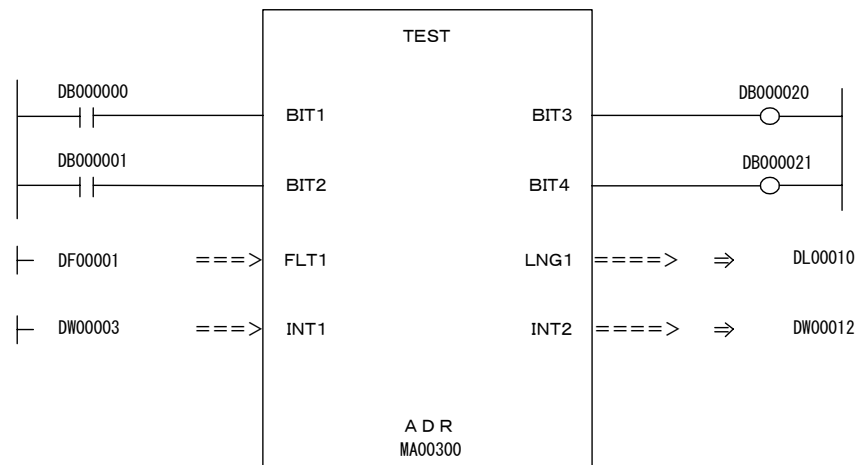 TEST
DB000000 DB000020
BIT1 BIT3
DB000001 DB000021
BIT2 BIT4
DF00001 ===> FLT1 LNG1 ====> ⇒ DL00010
DW00003 ===> INT1 INT2 ====> ⇒ DW00012
ADR
MA00300